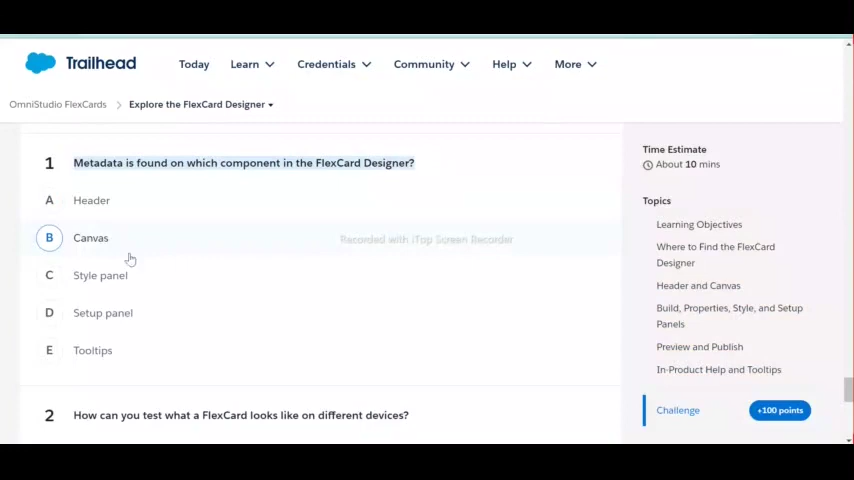 Trailhead
Today
Learn
Credentials
Community
Help
More
OmniStudio FlexCards
Explore the FlexCard Designer
1 Metadata is found on which component in the FlexCard Designer?
A Header
B Canvas
C Style panel
D Setup panel
E Tooltips
2 How can you test what a FlexCard looks like on different devices?
Recorded with iTop Screen Recorder
Time Estimate
About 10 mins
Topics
Learning Objectives
Where to Find the FlexCard
Designer
Header and Canvas
Build, Properties, Style, and Setup
Panels
Preview and Publish
In-Product Help and Tooltips
Challenge
+100 points